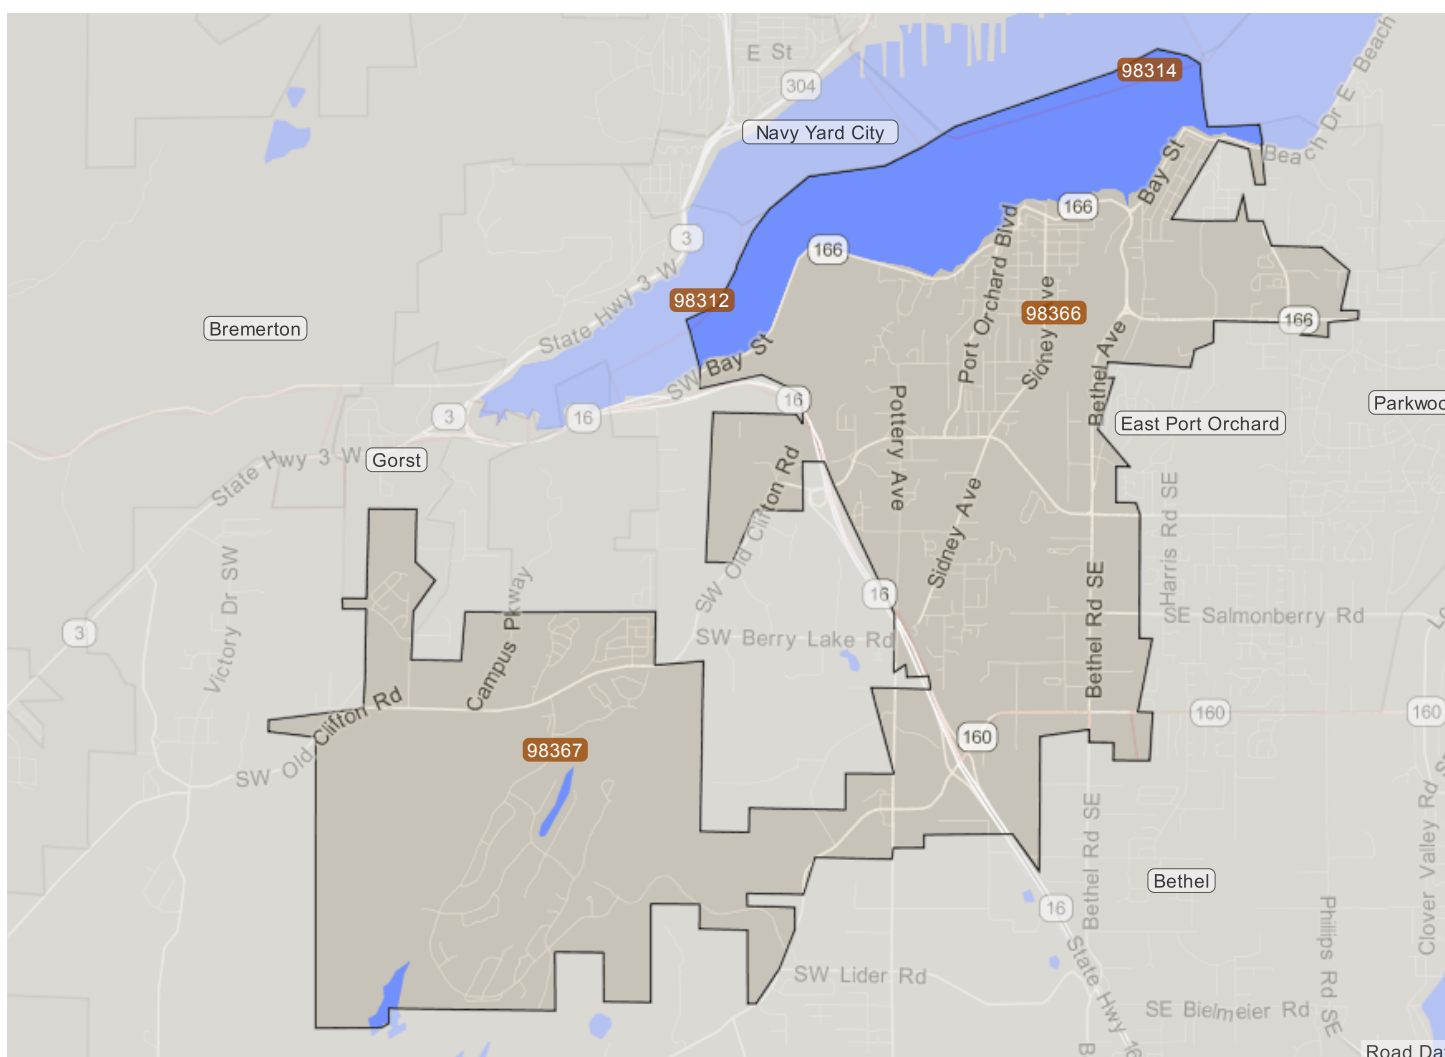 E St
304
98314
Navy Yard City
Beach Dr E
Beach
Bay St
166
3
166
98312
State Hwy 3 W
Bremerton
Port Orchard Blvd
Sidney Ave
98366
166
Bethel Ave
SW Bay St
16
3
16
Pottery Ave
East Port Orchard
Parkwoo
State Hwy 3 W
Gorst
SW Old Clifton Rd
Sidney Ave
Harris Rd SE
Victory Dr SW
Campus Pkway
16
Bethel Rd SE
SE Salmonberry Rd
3
SW Berry Lake Rd
160
160
160
SW Old Clifton Rd
98367
Bethel Rd SE
Clover Valley Rd
Bethel
16
Phillips Rd SE
State Hwy 16
SW Lider Rd
SE Bielmeier Rd
B
Road Da